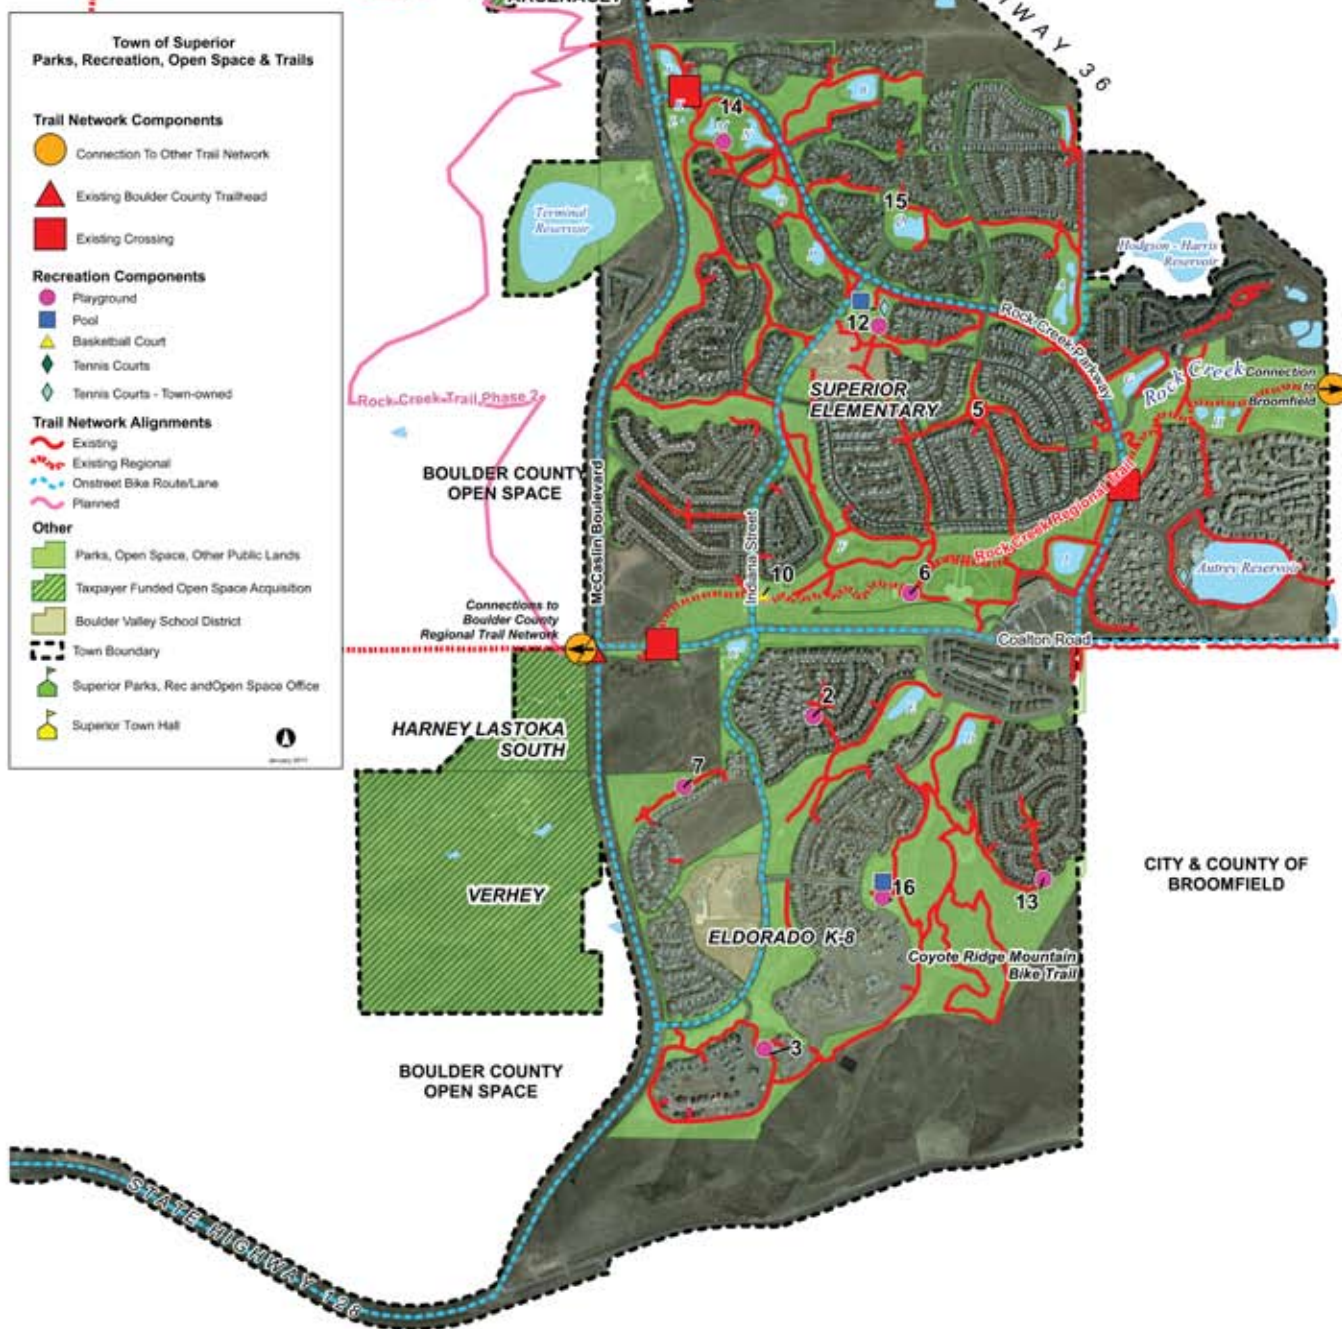 Town of Superior
Parks, Recreation, Open Space & Trails
Trail Network Components
Connection To Other Trail Network
Existing Boulder County Trailhead
Existing Crossing
Recreation Components
Playground
Pool
Basketball Court
Tennis Courts
Tennis Courts - Town-owned
Trail Network Alignments
Existing
Existing Regional
Onstreet Bike Route/Lane
Planned
Other
Parks, Open Space, Other Public Lands
Taxpayer Funded Open Space Acquisition
Boulder Valley School District
Town Boundary
Superior Parks, Rec andOpen Space Office
Superior Town Hall
36
14
Terminal
Reservoir
15
Hodgson - Harris
Reservoir
12
Rock Creek Parkway
SUPERIOR
ELEMENTARY
Rock Creek
Connection
to
Broomfield
Rock Creek Trail Phase 2
5
BOULDER COUNTY
OPEN SPACE
McCaslin Boulevard
Indiana Street
Rock Creek Regional Trail
10
6
Autrey Reservoir
Connections to
Boulder County
Regional Trail Network
Coalton Road
2
HARNEY LASTOKA
SOUTH
7
VERHEY
16
13
CITY & COUNTY OF
BROOMFIELD
ELDORADO K-8
Coyote Ridge Mountain
Bike Trail
3
BOULDER COUNTY
OPEN SPACE
STATE HIGHWAY 128